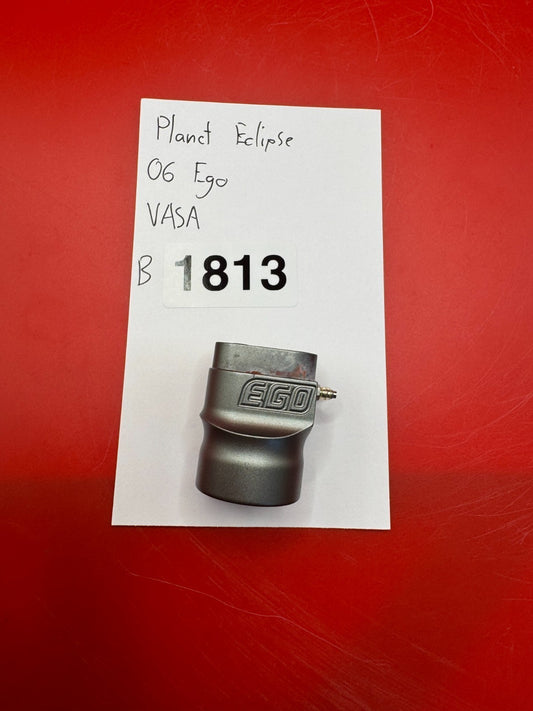 Planet Eclipse
06 Ego
VASA
B 1813
EGO